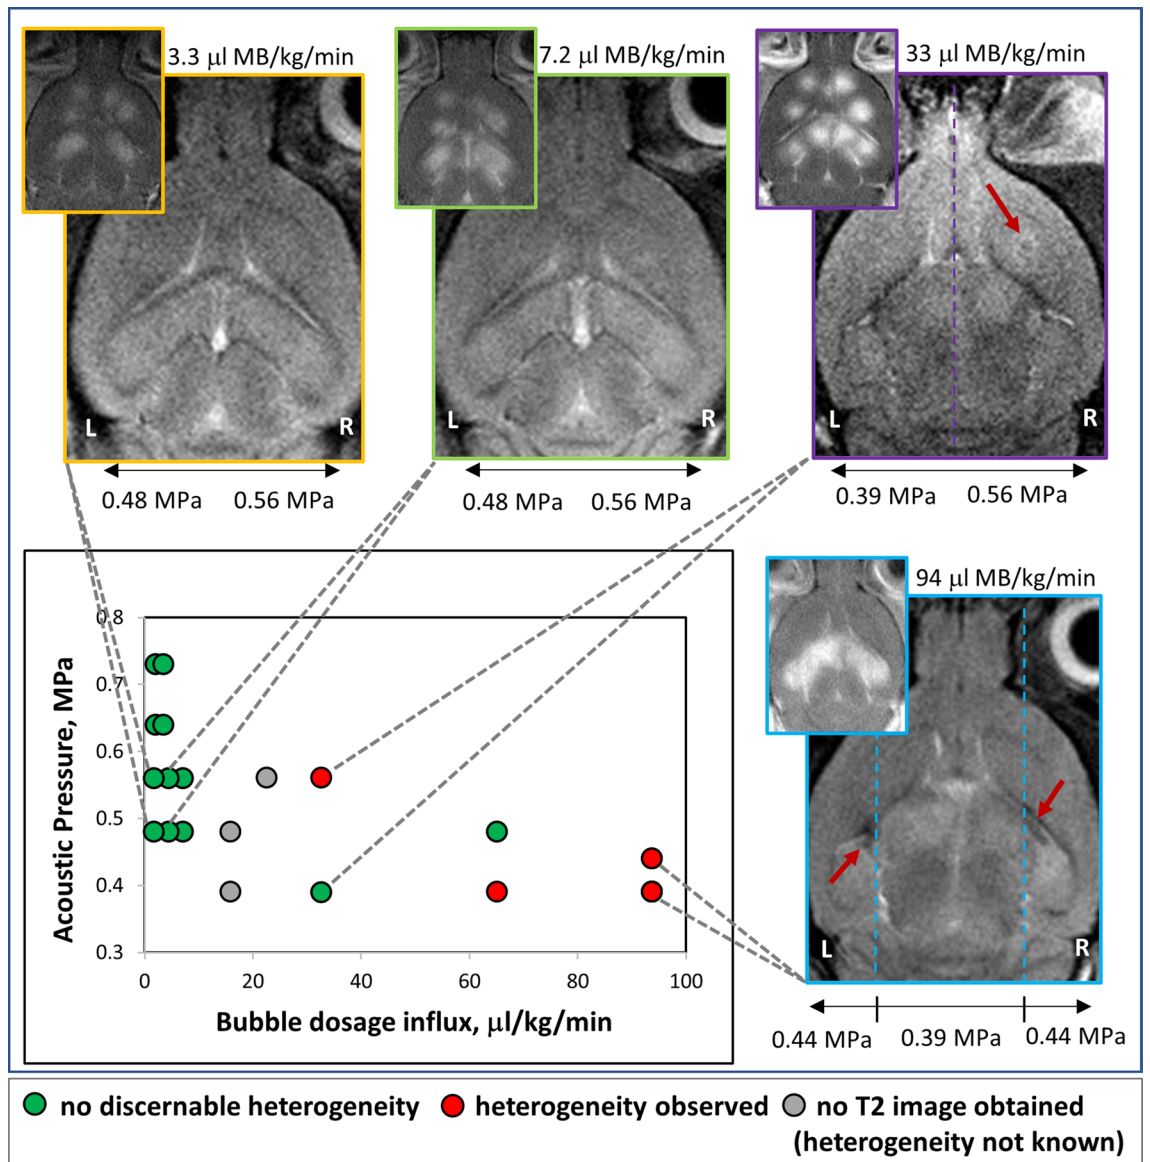 3.3 μl MB/kg/min
7.2 μl MB/kg/min
33 μl MB/kg/min
L
R
L
R
L
R
0.48 MPa
0.56 MPa
0.48 MPa
0.56 MPa
0.39 MPa
0.56 MPa
94 μl MB/kg/min
L
R
0.44 MPa
0.39 MPa
0.44 MPa
Acoustic Pressure, MPa
0.8
0.7
0.6
0.5
0.4
0.3
0
20
40
60
80
100
Bubble dosage influx, μl/kg/min
no discernable heterogeneity
heterogeneity observed
no T2 image obtained
(heterogeneity not known)